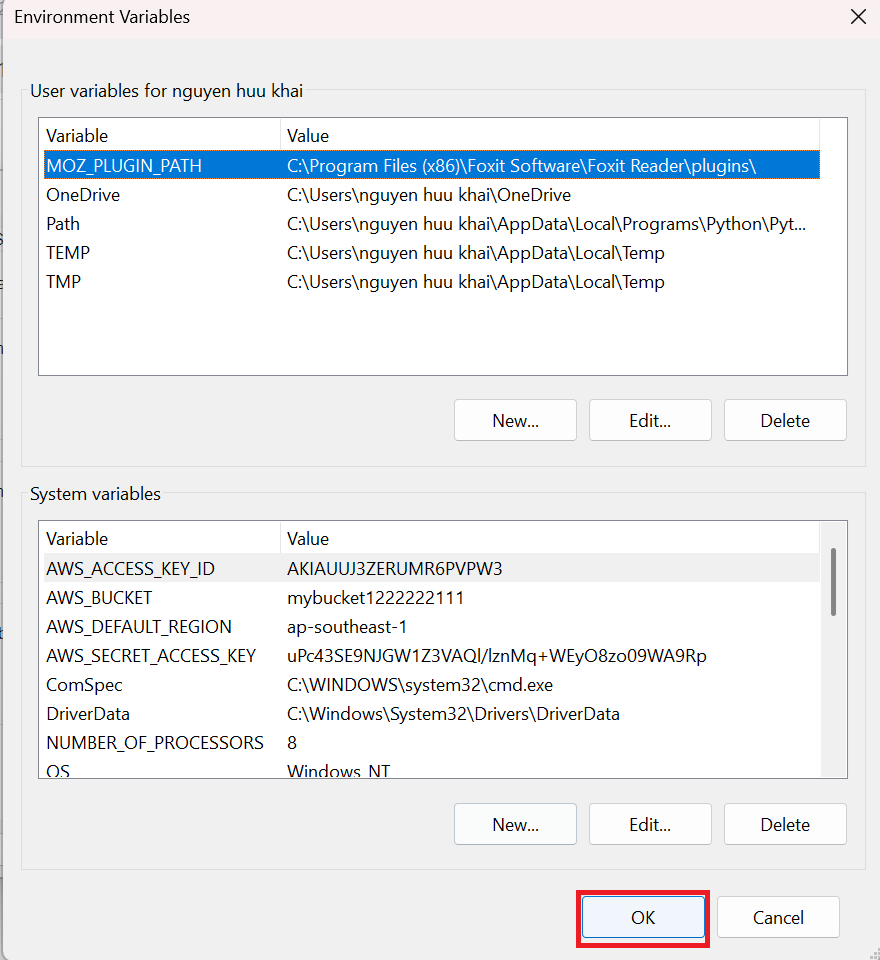 Environment Variables
User variables for nguyen huu khai
Variable Value
MOZ_PLUGIN_PATH C:\Program Files (x86)\Foxit Software\Foxit Reader\plugins\
OneDrive C:\Users\nguyen huu khai\OneDrive
Path C:\Users\nguyen huu khai\AppData\Local\Programs\Python\Pyt...
TEMP C:\Users\nguyen huu khai\AppData\Local\Temp
TMP C:\Users\nguyen huu khai\AppData\Local\Temp
New... Edit... Delete
System variables
Variable Value
AWS_ACCESS_KEY_ID AKIAUUJ3ZERUMR6PVPW3
AWS_BUCKET mybucket1222222111
AWS_DEFAULT_REGION ap-southeast-1
AWS_SECRET_ACCESS_KEY uPc43SE9NJGW1Z3VAQl/lznMq+WEyO8zo09WA9Rp
ComSpec C:\WINDOWS\system32\cmd.exe
DriverData C:\Windows\System32\Drivers\DriverData
NUMBER_OF_PROCESSORS 8
OS Windows_NT
New... Edit... Delete
OK Cancel